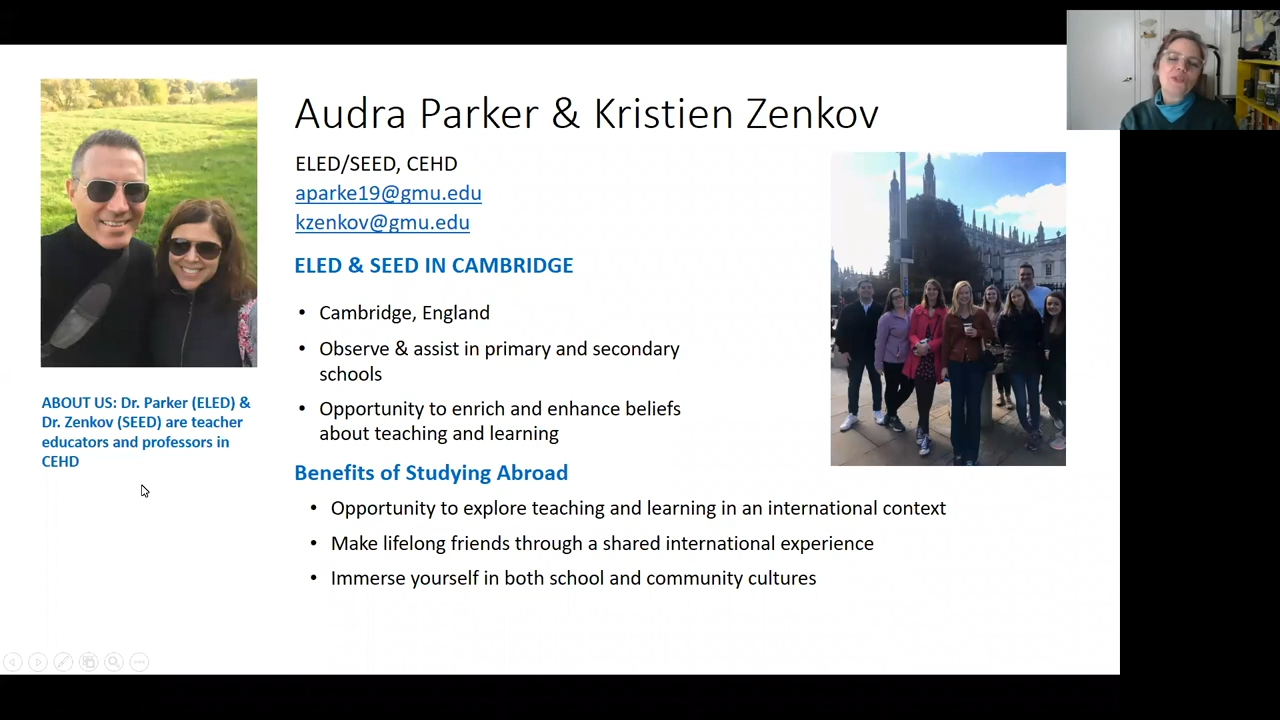 Audra Parker & Kristien Zenkov
ELED/SEED, CEHD
aparke19@gmu.edu
kzenkov@gmu.edu
ELED & SEED IN CAMBRIDGE
• Cambridge, England
• Observe & assist in primary and secondary
schools
• Opportunity to enrich and enhance beliefs
about teaching and learning
ABOUT US: Dr. Parker (ELED) &
Dr. Zenkov (SEED) are teacher
educators and professors in
CEHD
Benefits of Studying Abroad
• Opportunity to explore teaching and learning in an international context
• Make lifelong friends through a shared international experience
• Immerse yourself in both school and community cultures